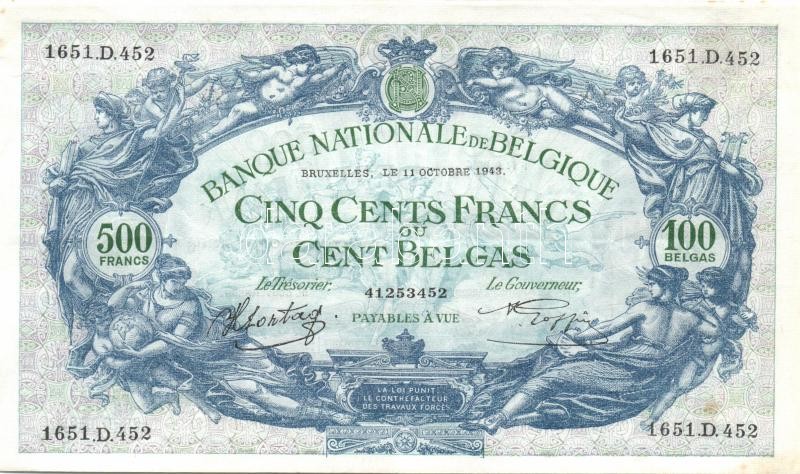 1651.D.452 1651.D.452
BANQUE NATIONALE DE BELGIQUE
BRUXELLES, LE 11 OCTOBRE 1943.
CINQ CENTS FRANCS
OU
CENT BELGAS
500
FRANCS
100
BELGAS
Le Trésorier, Le Gouverneur,
41253452
PAYABLES À VUE
LA LOI PUNIT
LE CONTREFACTEUR
DES TRAVAUX FORCÉS
1651.D.452 1651.D.452